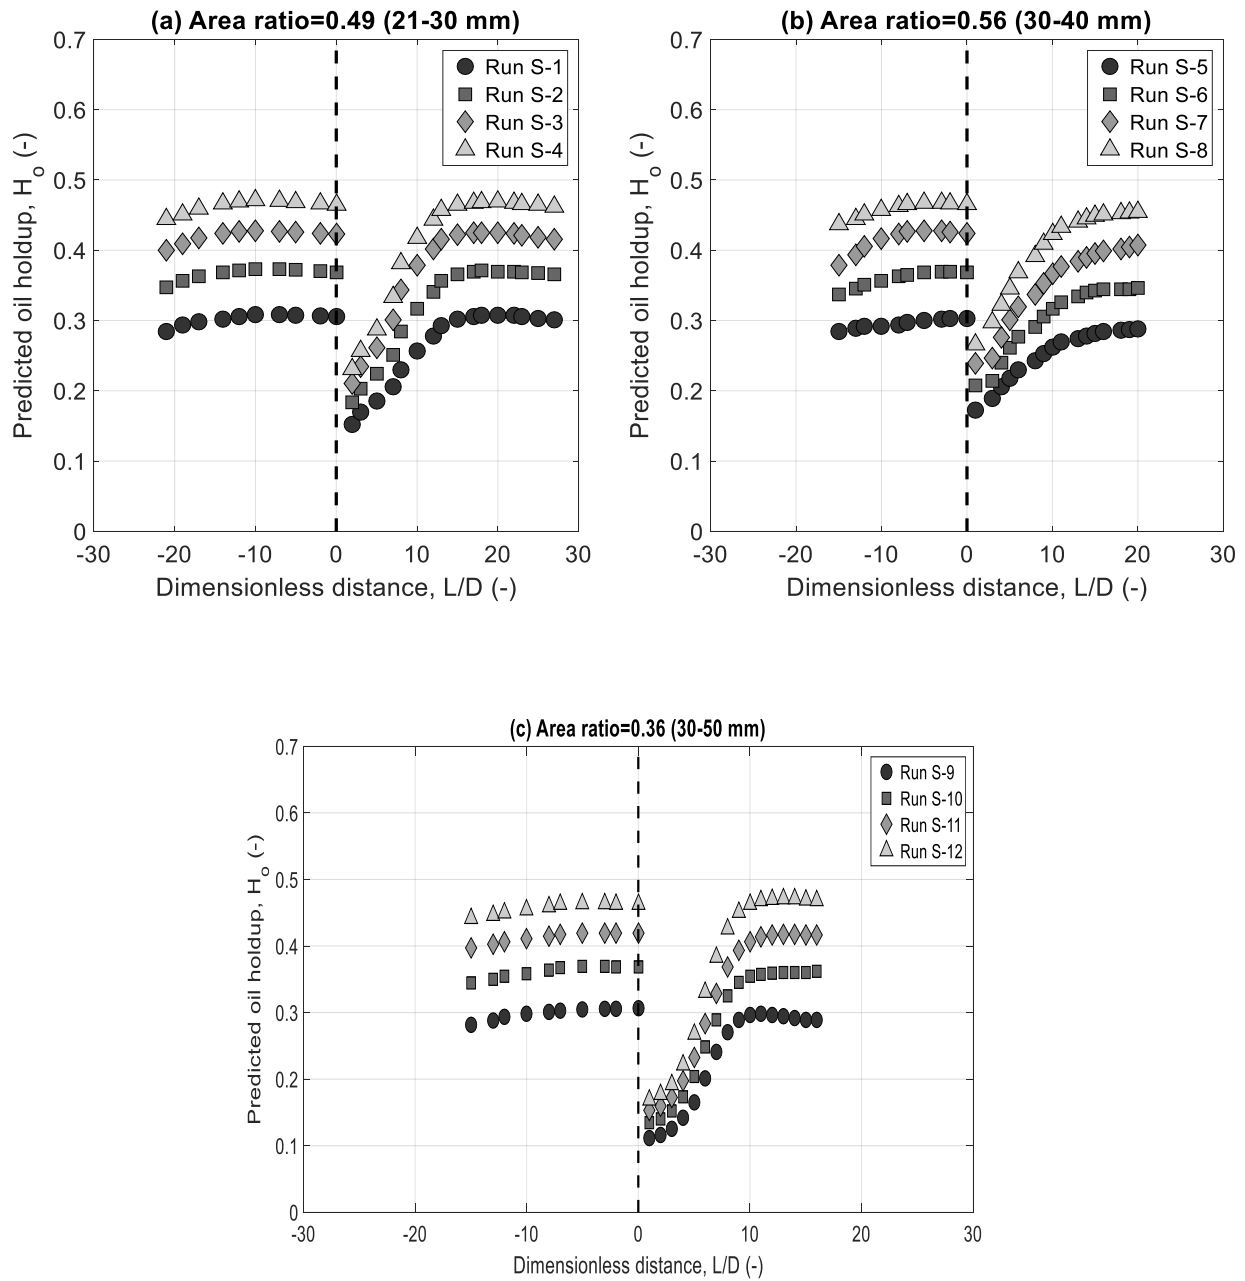 (a) Area ratio=0.49 (21-30 mm)
0.7
0.6
0.5
0.4
0.3
0.2
0.1
0
Predicted oil holdup, Ho (-)
Run S-1
Run S-2
Run S-3
Run S-4
-30 -20 -10 0 10 20 30
Dimensionless distance, L/D (-)
(b) Area ratio=0.56 (30-40 mm)
0.7
0.6
0.5
0.4
0.3
0.2
0.1
0
Predicted oil holdup, Ho (-)
Run S-5
Run S-6
Run S-7
Run S-8
-30 -20 -10 0 10 20 30
Dimensionless distance, L/D (-)
(c) Area ratio=0.36 (30-50 mm)
0.7
0.6
0.5
0.4
0.3
0.2
0.1
0
Predicted oil holdup, Ho (-)
Run S-9
Run S-10
Run S-11
Run S-12
-30 -20 -10 0 10 20 30
Dimensionless distance, L/D (-)